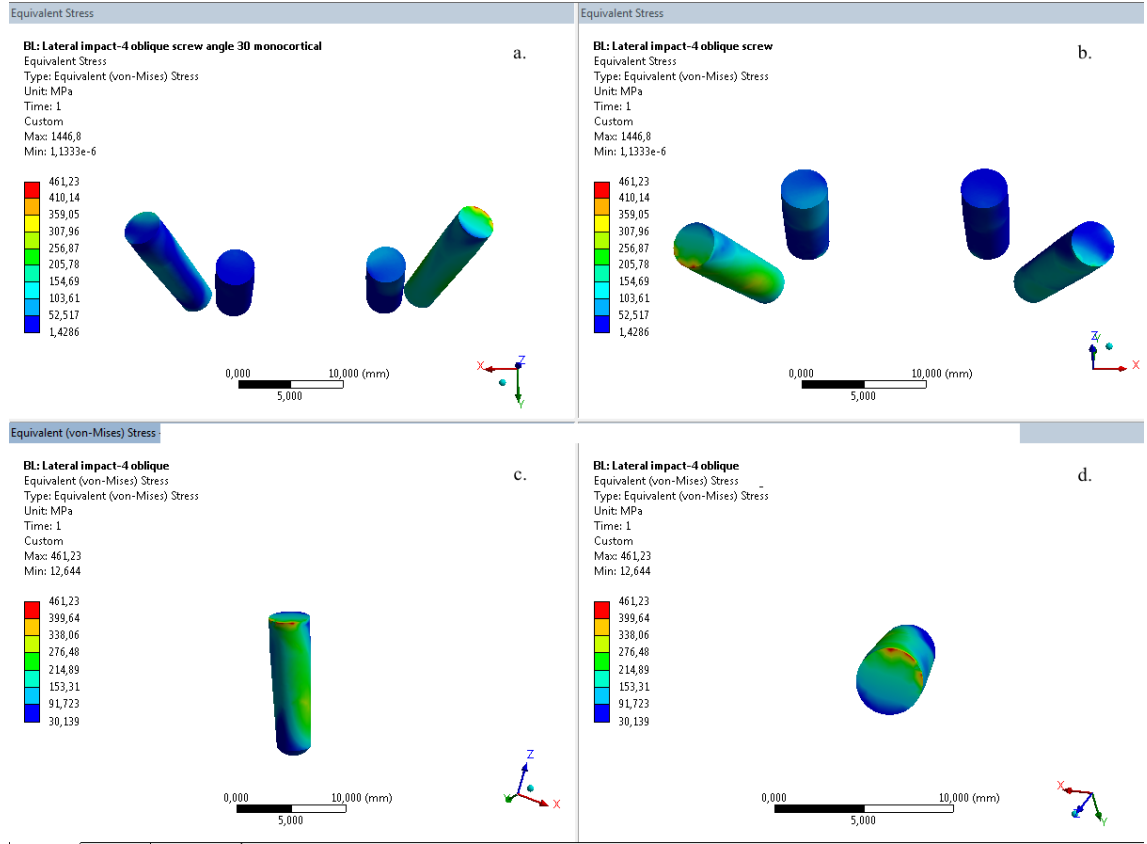 Equivalent Stress
BL: Lateral impact-4 oblique screw angle 30 monocortical
a.
Equivalent Stress
Type: Equivalent (von-Mises) Stress
Unit: MPa
Time: 1
Custom
Max: 1446,8
Min: 1,1333e-6
461,23
410,14
359,05
307,96
256,87
205,78
154,69
103,61
52,517
1,4286
0,000 10,000 (mm)
5,000
X Z
Y
Equivalent Stress
BL: Lateral impact-4 oblique screw
b.
Equivalent Stress
Type: Equivalent (von-Mises) Stress
Unit: MPa
Time: 1
Custom
Max: 1446,8
Min: 1,1333e-6
461,23
410,14
359,05
307,96
256,87
205,78
154,69
103,61
52,517
1,4286
0,000 10,000 (mm)
5,000
Z Y
X
Equivalent (von-Mises) Stress -
BL: Lateral impact-4 oblique
c.
Equivalent (von-Mises) Stress
Type: Equivalent (von-Mises) Stress
Unit: MPa
Time: 1
Custom
Max: 461,23
Min: 12,644
461,23
399,64
338,06
276,48
214,89
153,31
91,723
30,139
0,000 10,000 (mm)
5,000
Z
Y X
BL: Lateral impact-4 oblique
d.
Equivalent (von-Mises) Stress
Type: Equivalent (von-Mises) Stress
Unit: MPa
Time: 1
Custom
Max: 461,23
Min: 12,644
461,23
399,64
338,06
276,48
214,89
153,31
91,723
30,139
0,000 10,000 (mm)
5,000
X
Z Y